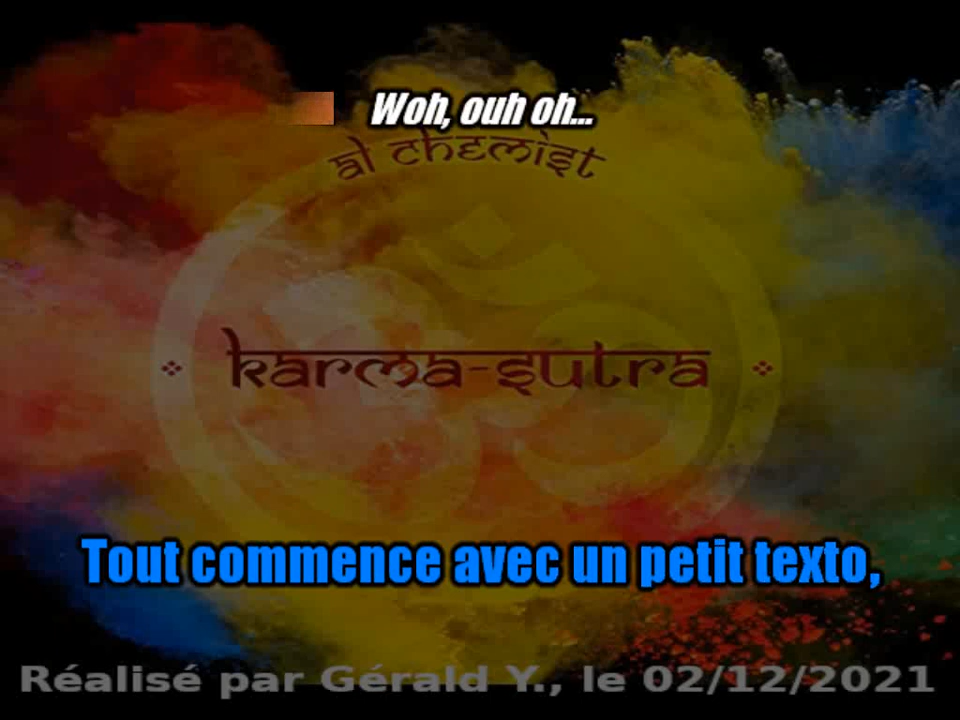 Woh, ouh oh...
al chemist
karma-sutra
Tout commence avec un petit texto,
Réalisé par Gérald Y., le 02/12/2021